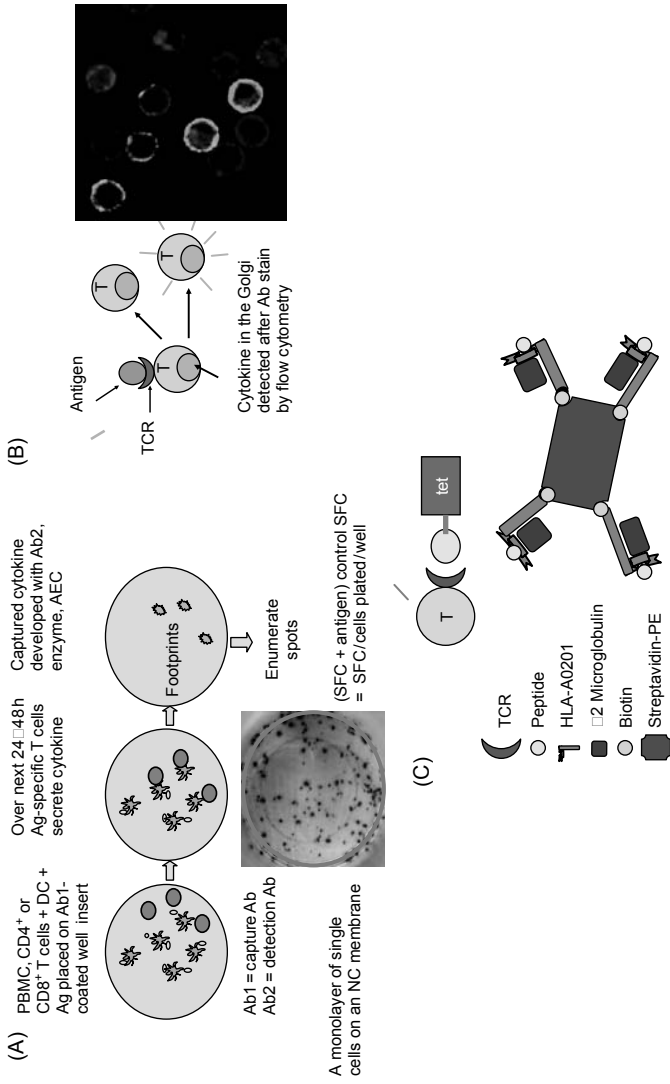 (A)
PBMC, CD4⁺ or
CD8⁺ T cells + DC +
Ag placed on Ab1-
coated well insert
Over next 24□48h
Ag-specific T cells
secrete cytokine
Captured cytokine
developed with Ab2,
enzyme, AEC
Footprints
Ab1 = capture Ab
Ab2 = detection Ab
Enumerate
spots
A monolayer of single
cells on an NC membrane
(SFC + antigen) control SFC
= SFC/cells plated/well
(B)
Antigen
TCR
T
T
T
Cytokine in the Golgi
detected after Ab stain
by flow cytometry
(C)
T
tet
TCR
Peptide
HLA-A0201
□2 Microglobulin
Biotin
Streptavidin-PE